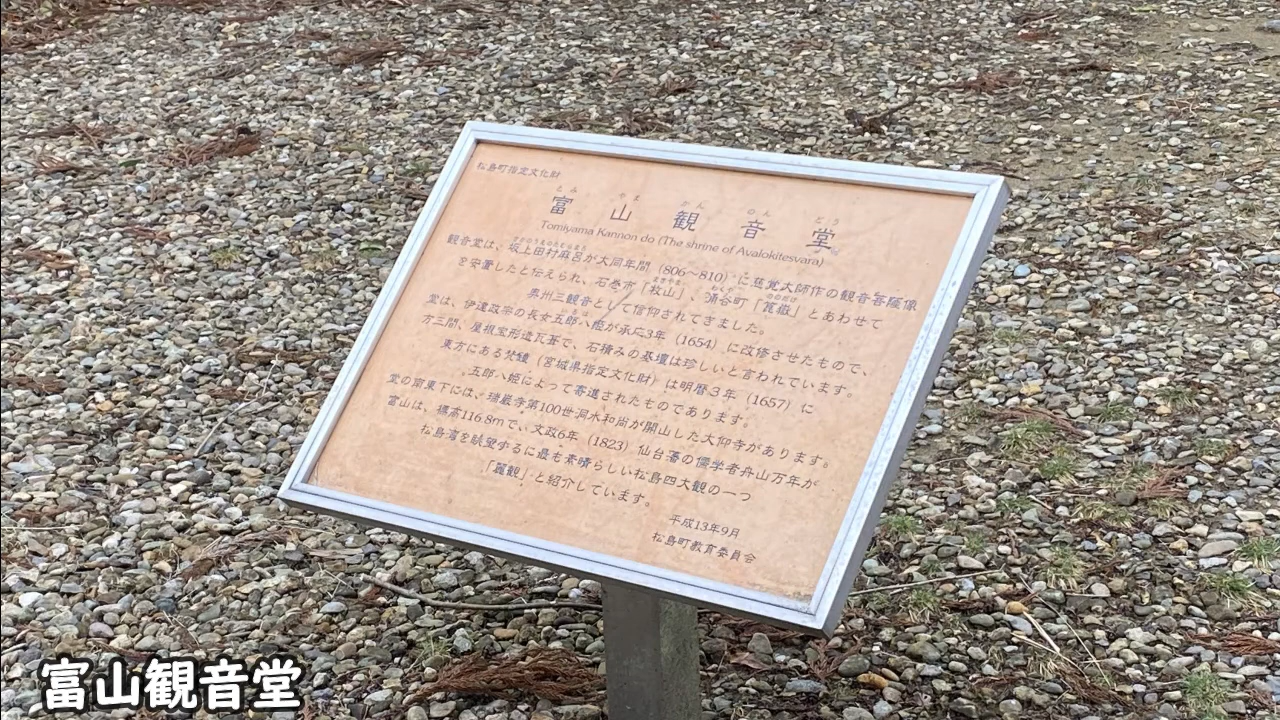 松島町指定文化財
とみ やま かん のん どう
富山観音堂
Tomiyama Kannon do (The shrine of Avalokitesvara)
観音堂は、坂上田村麻呂が大同年間（806〜810）に慈覚大師作の観音菩薩像
を安置したと伝えられ、石巻市「牧山」、涌谷町「箟嶽」とあわせて
奥州三観音として信仰されてきました。
堂は、伊達政宗の長女五郎八姫が承応3年（1654）に改修させたもので、
方三間、屋根宝形造瓦葺で、石積みの基壇は珍しいと言われています。
東方にある梵鐘（宮城県指定文化財）は明暦３年（1657）に
五郎八姫によって寄進されたものであります。
堂の南東下には、瑞巌寺第100世洞水和尚が開山した大仰寺があります。
富山は、標高116.8mで、文政6年（1823）仙台藩の儒学者舟山万年が
松島湾を眺望するに最も素晴らしい松島四大観の一つ
「麗観」と紹介しています。
平成13年9月
松島町教育委員会
富山観音堂